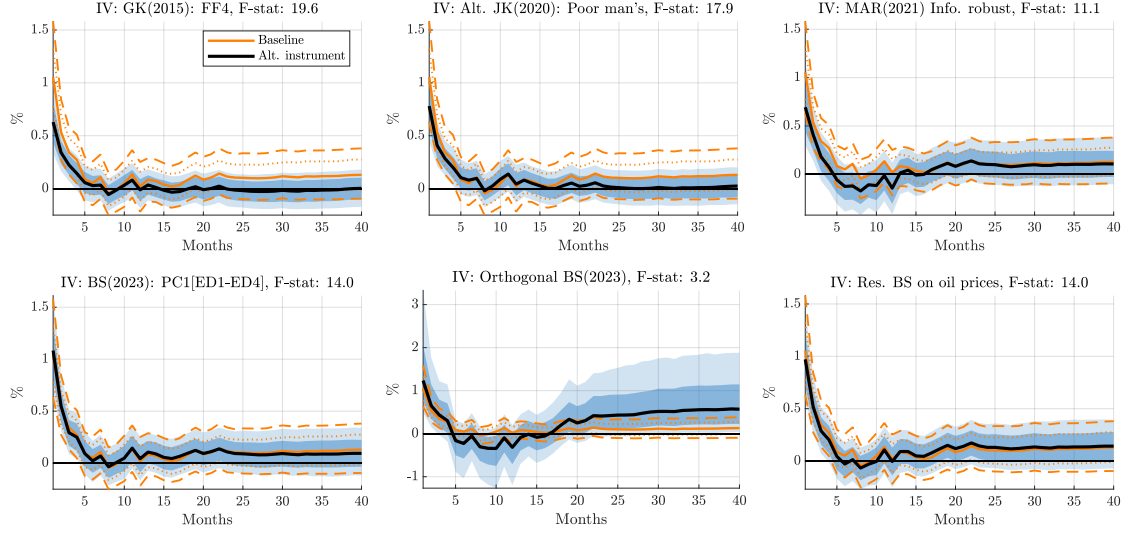 IV: GK(2015): FF4, F-stat: 19.6
IV: Alt. JK(2020): Poor man's, F-stat: 17.9
IV: MAR(2021) Info. robust, F-stat: 11.1
1.5
1
0.5
0
%
5 10 15 20 25 30 35 40
Months
Baseline
Alt. instrument
1.5
1
0.5
0
%
5 10 15 20 25 30 35 40
Months
1.5
1
0.5
0
%
5 10 15 20 25 30 35 40
Months
IV: BS(2023): PC1[ED1-ED4], F-stat: 14.0
IV: Orthogonal BS(2023), F-stat: 3.2
IV: Res. BS on oil prices, F-stat: 14.0
1.5
1
0.5
0
%
5 10 15 20 25 30 35 40
Months
3
2
1
0
-1
%
5 10 15 20 25 30 35 40
Months
1.5
1
0.5
0
%
5 10 15 20 25 30 35 40
Months